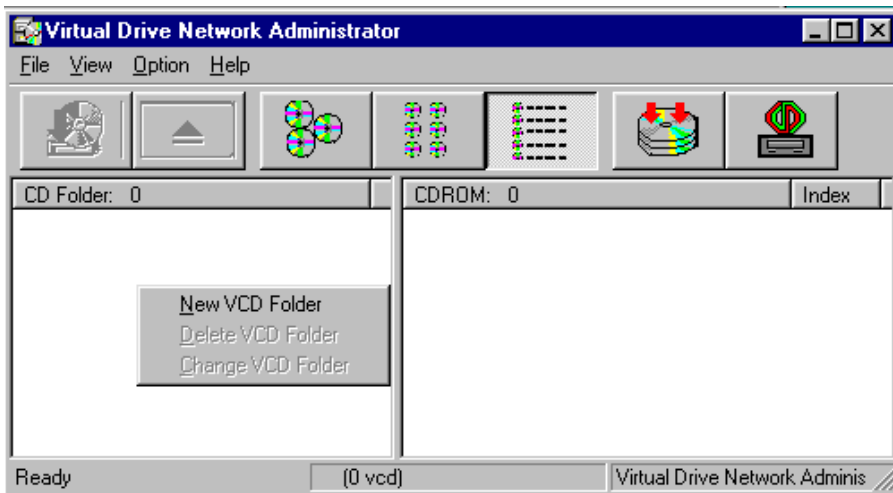 Virtual Drive Network Administrator
File View Option Help
CD Folder: 0
CDROM: 0 Index
New VCD Folder
Delete VCD Folder
Change VCD Folder
Ready (0 vcd) Virtual Drive Network Adminis